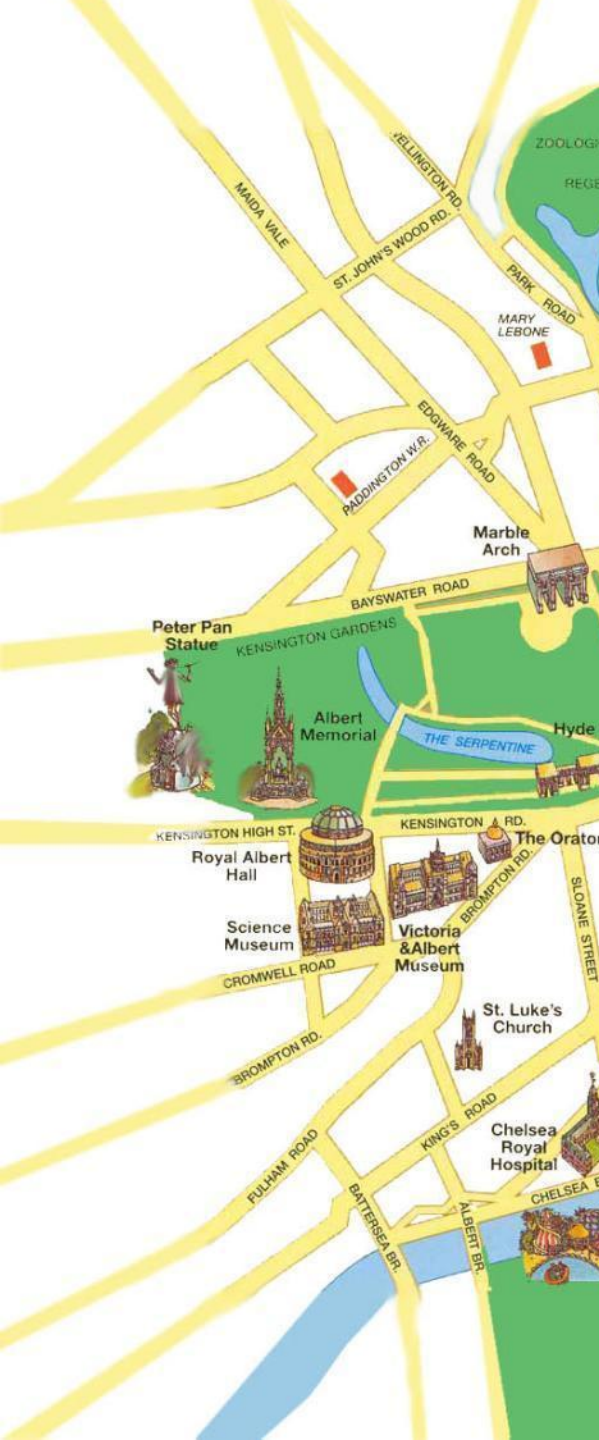 ZOOLOGI
REGE
WELLINGTON RD.
MAIDA VALE
ST. JOHN'S WOOD RD.
PARK ROAD
MARY
LEBONE
EDGWARE ROAD
PADDINGTON W.R.
Marble
Arch
BAYSWATER ROAD
Peter Pan
Statue
KENSINGTON GARDENS
Albert
Memorial
THE SERPENTINE
Hyde
KENSINGTON HIGH ST.
KENSINGTON RD.
The Orator
Royal Albert
Hall
BROMPTON RD.
SLOANE STREET
Science
Museum
Victoria
&Albert
Museum
CROMWELL ROAD
St. Luke's
Church
BROMPTON RD.
KING'S ROAD
Chelsea
Royal
Hospital
FULHAM ROAD
BATTERSEA BR.
ALBERT BR.
CHELSEA E